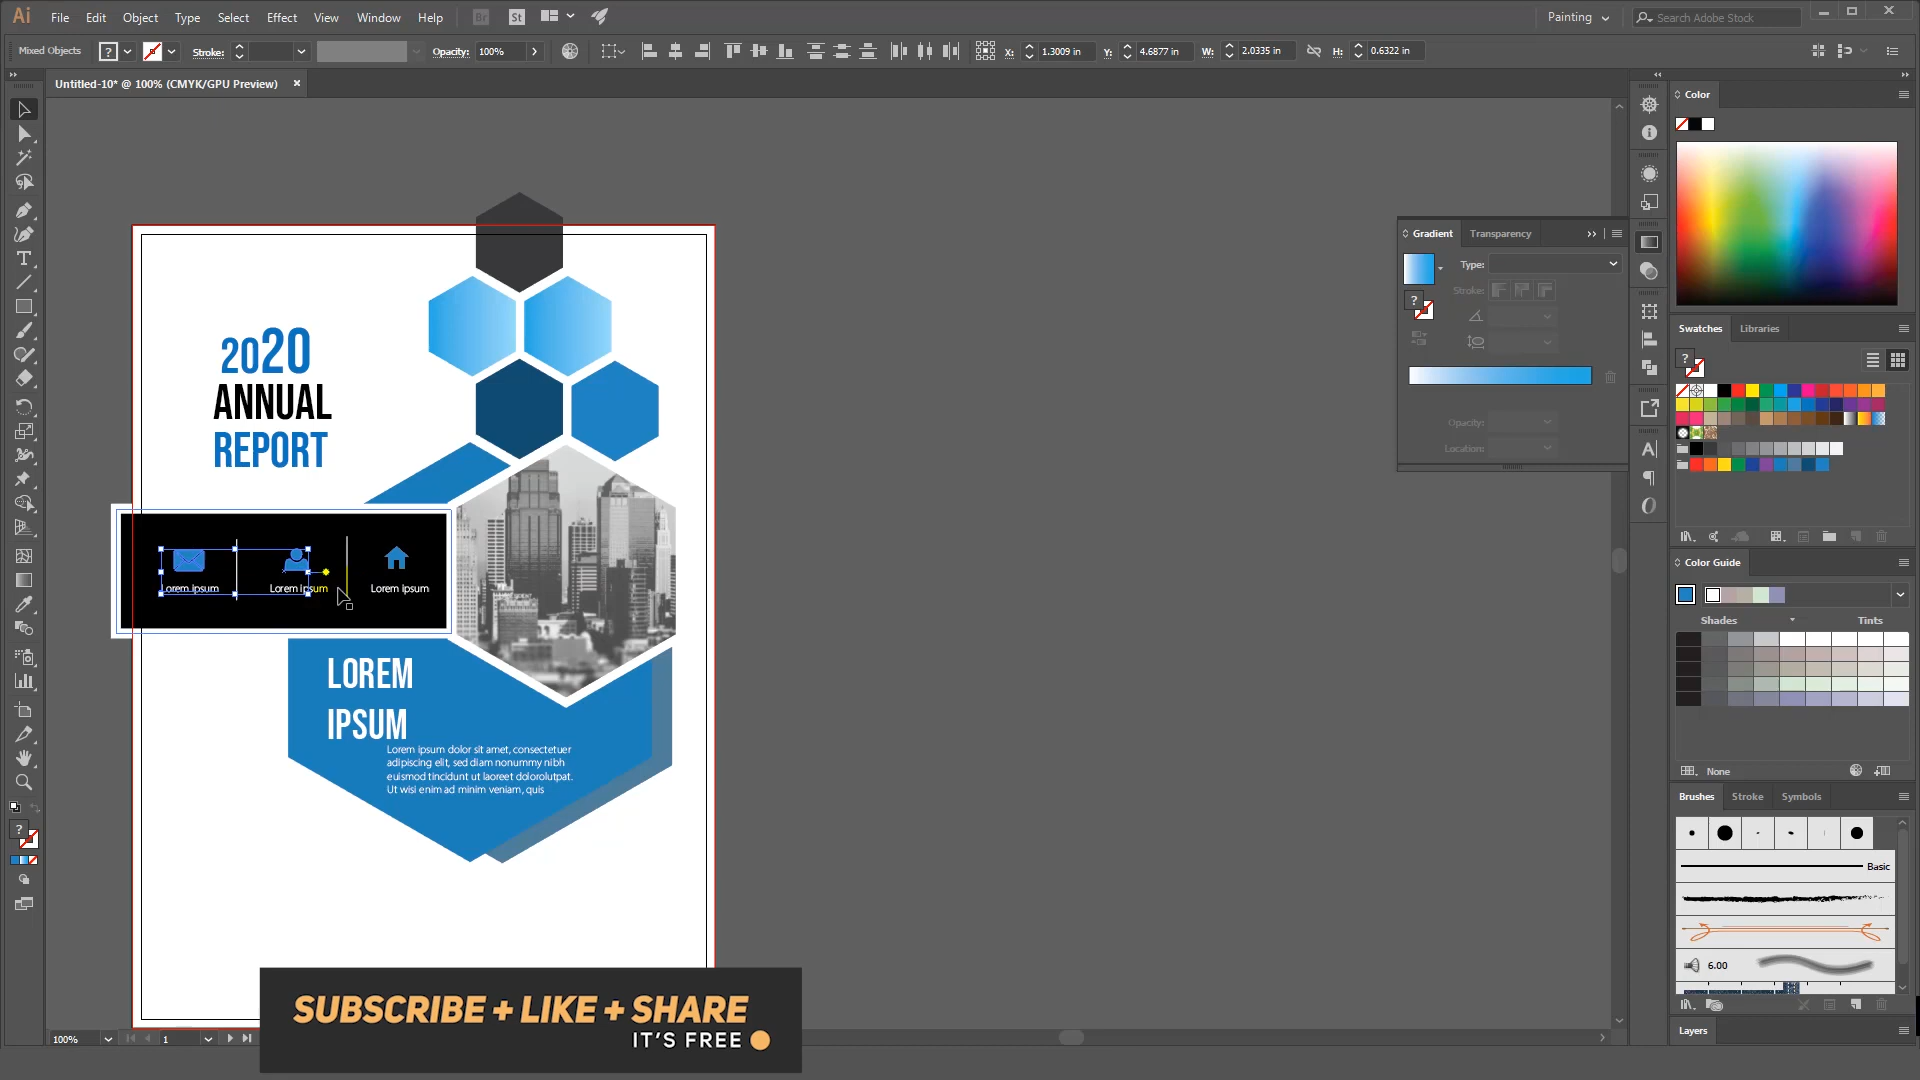 Ai File Edit Object Type Select Effect View Window Help Br St Painting Search Adobe Stock
Mixed Objects ? Stroke: Opacity: 100% X: 1.3009 in Y: 4.6877 in W: 2.0335 in H: 0.6322 in
Untitled-10* @ 100% (CMYK/GPU Preview)
Color
Gradient Transparency
Type:
Stroke:
?
Opacity:
Location:
Swatches Libraries
?
Color Guide
Shades Tints
None
Brushes Stroke Symbols
Basic
6.00
Layers
2020
ANNUAL
REPORT
Lorem ipsum Lorem ipsum Lorem ipsum
LOREM
IPSUM
Lorem ipsum dolor sit amet, consectetuer
adipiscing elit, sed diam nonummy nibh
euismod tincidunt ut laoreet dolorolutpat.
Ut wisi enim ad minim veniam, quis
?
100% 1
SUBSCRIBE + LIKE + SHARE
IT'S FREE